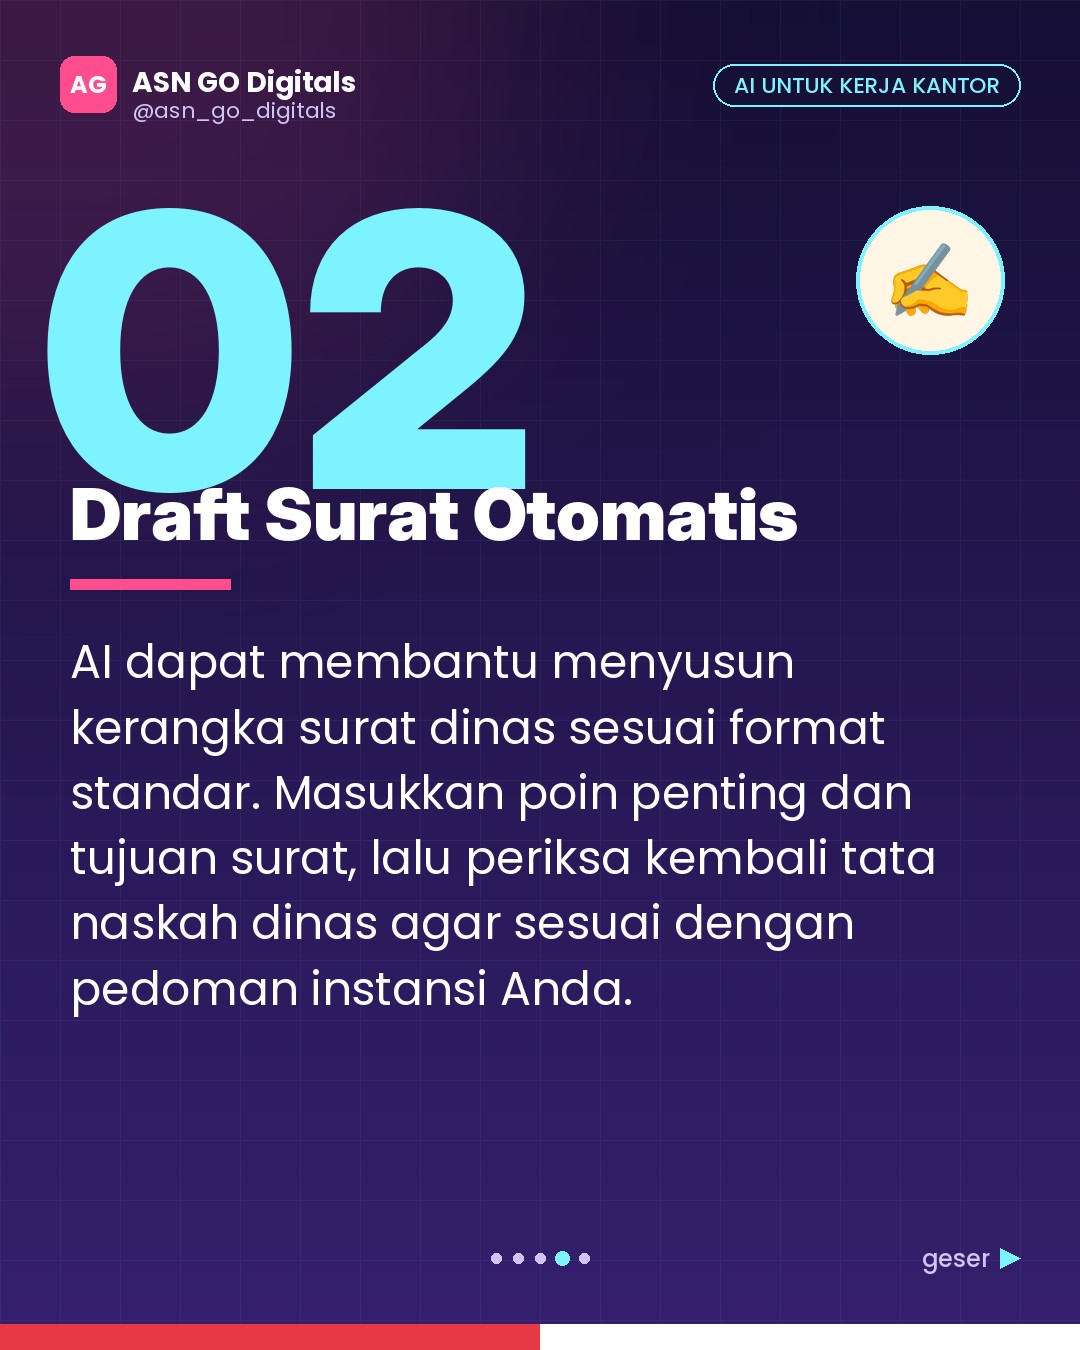 AG
ASN GO Digitals
@asn_go_digitals
AI UNTUK KERJA KANTOR
02
Draft Surat Otomatis
AI dapat membantu menyusun
kerangka surat dinas sesuai format
standar. Masukkan poin penting dan
tujuan surat, lalu periksa kembali tata
naskah dinas agar sesuai dengan
pedoman instansi Anda.
geser